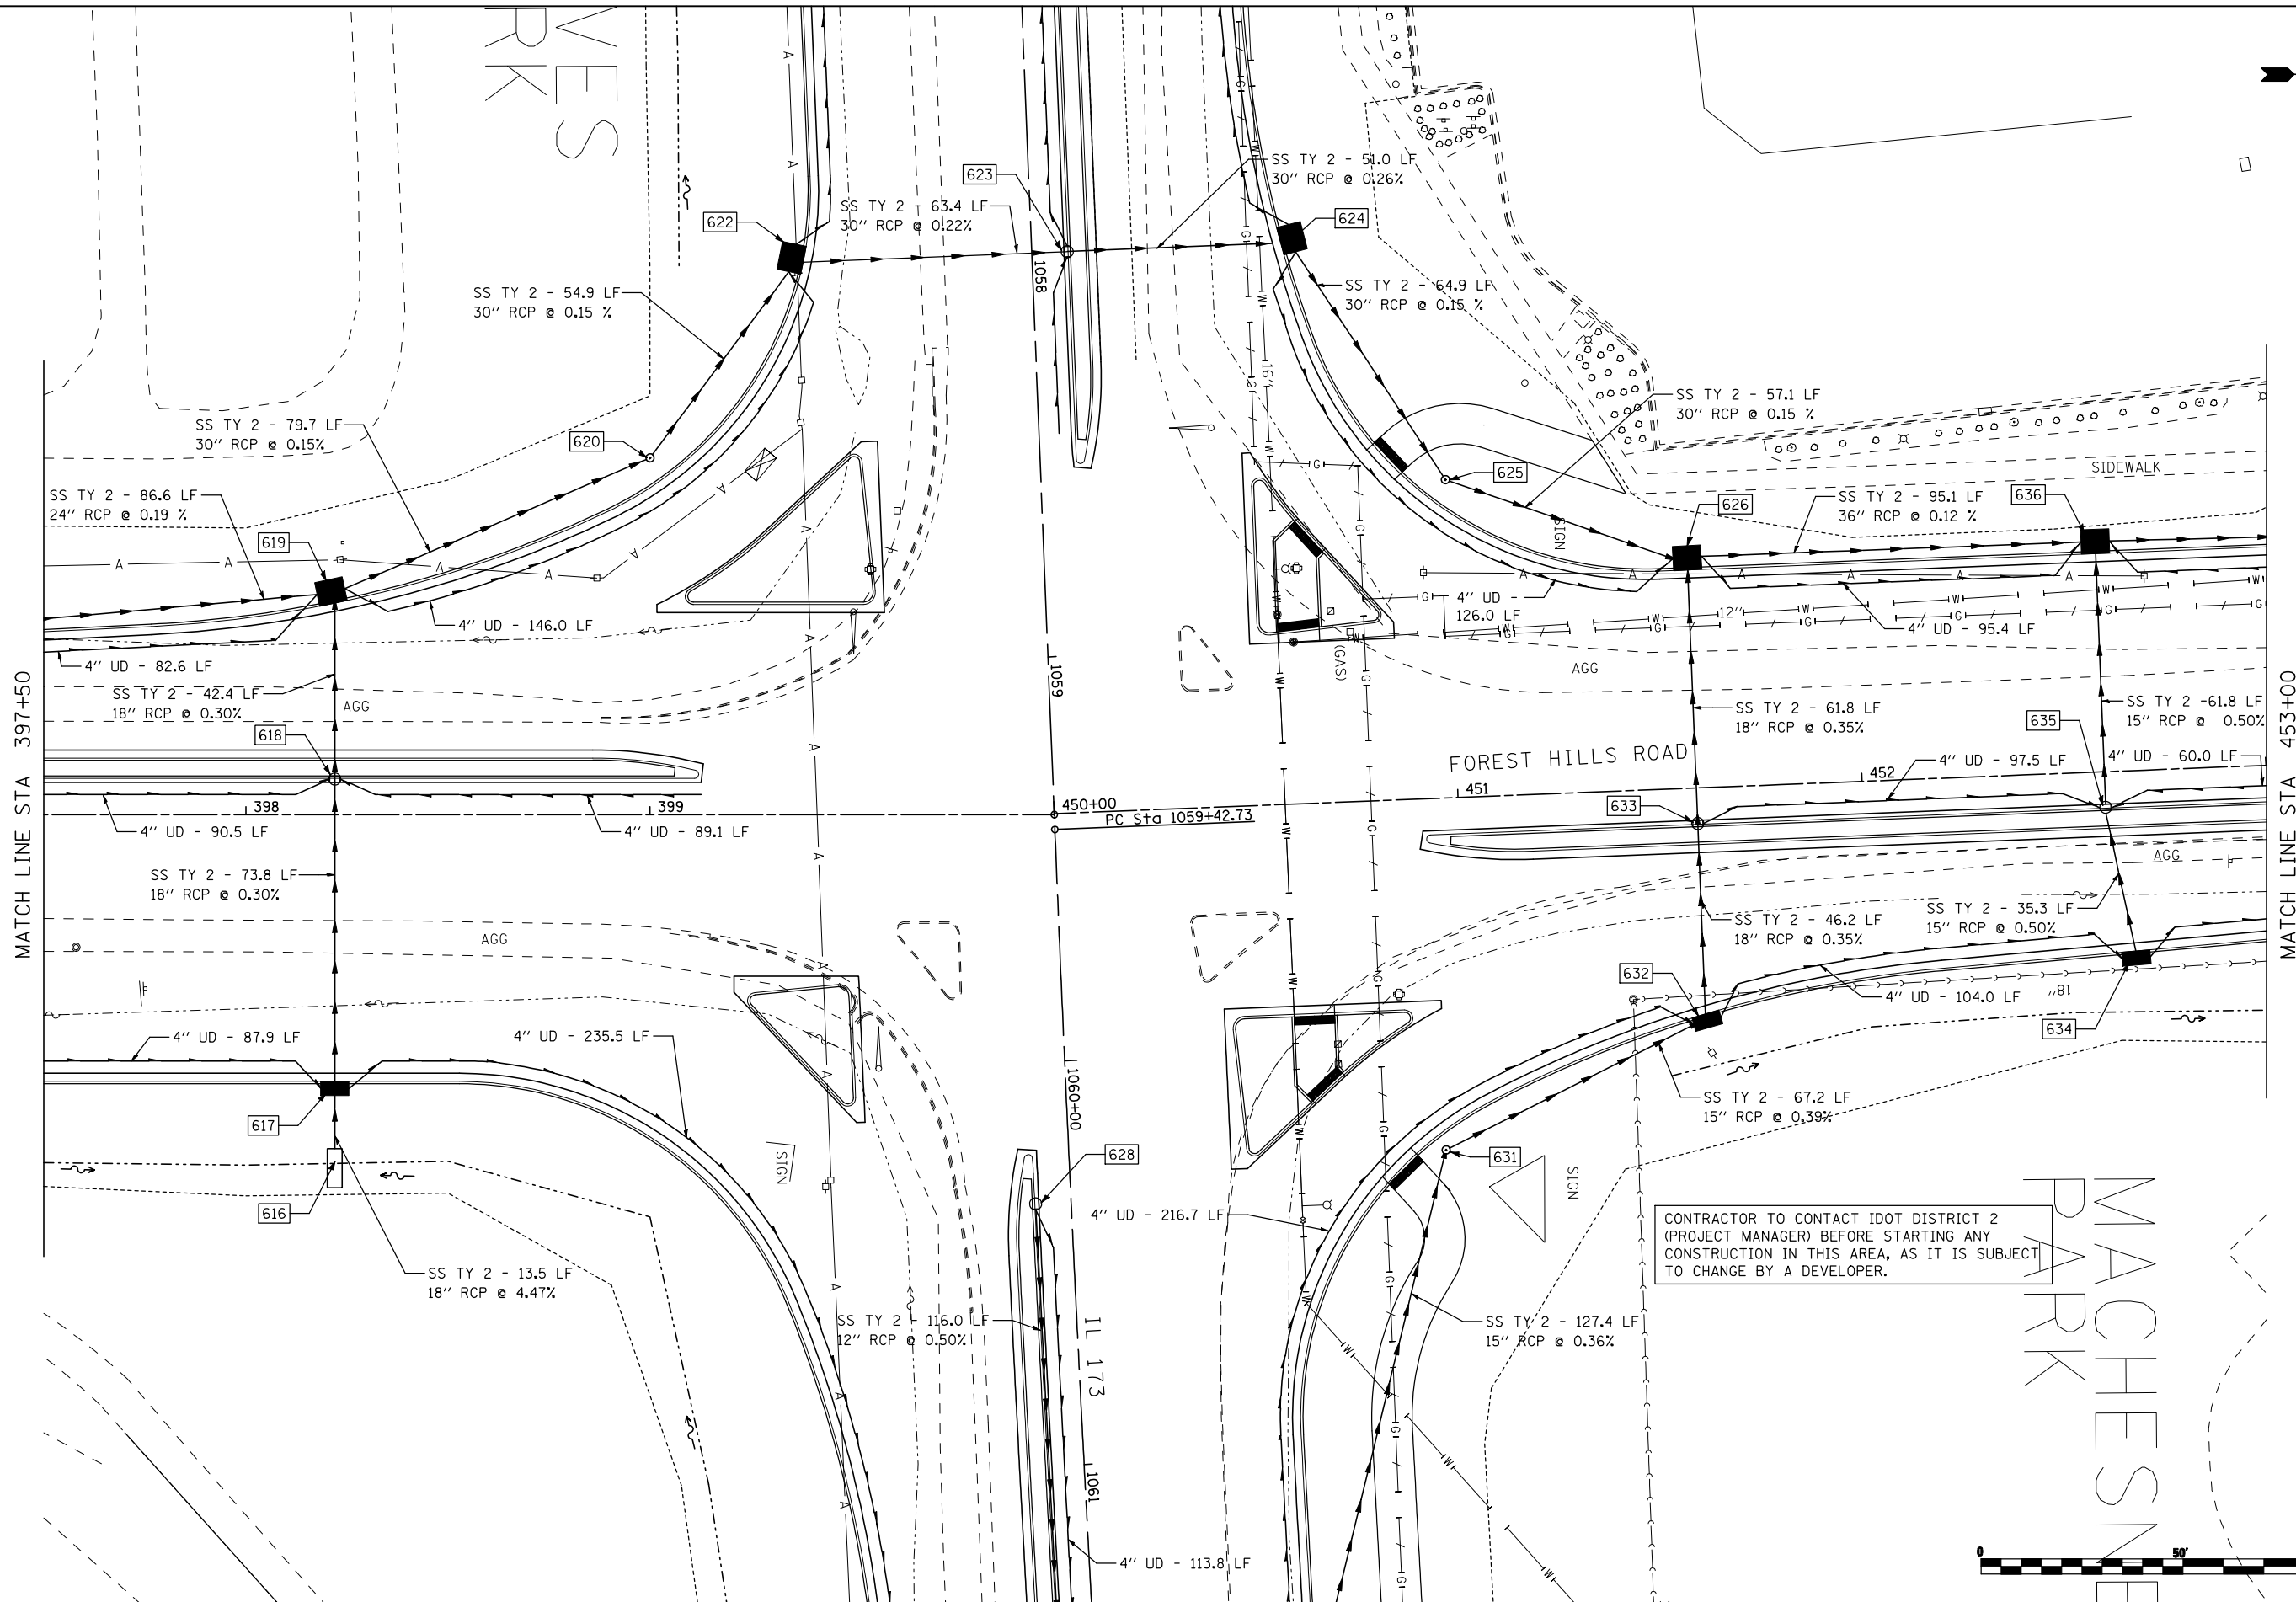 VES
RK
623
SS TY 2 - 51.0 LF
30" RCP @ 0.26%
622
SS TY 2 - 63.4 LF
30" RCP @ 0.22%
624
1058
SS TY 2 - 54.9 LF
30" RCP @ 0.15 %
SS TY 2 - 64.9 LF
30" RCP @ 0.15 %
16"
SS TY 2 - 79.7 LF
30" RCP @ 0.15%
620
SS TY 2 - 57.1 LF
30" RCP @ 0.15 %
625
SIDEWALK
SS TY 2 - 86.6 LF
24" RCP @ 0.19 %
619
626
SS TY 2 - 95.1 LF
36" RCP @ 0.12 %
636
SIGN
4" UD - 146.0 LF
4" UD -
126.0 LF
12"
4" UD - 95.4 LF
4" UD - 82.6 LF
SS TY 2 - 42.4 LF
18" RCP @ 0.30%
AGG
1059
(GAS)
AGG
SS TY 2 - 61.8 LF
18" RCP @ 0.35%
SS TY 2 -61.8 LF
15" RCP @ 0.50%
MATCH LINE STA 397+50
MATCH LINE STA 453+00
618
635
FOREST HILLS ROAD
4" UD - 97.5 LF
4" UD - 60.0 LF
398
399
450+00
451
452
PC Sta 1059+42.73
4" UD - 90.5 LF
4" UD - 89.1 LF
633
AGG
SS TY 2 - 73.8 LF
18" RCP @ 0.30%
SS TY 2 - 46.2 LF
18" RCP @ 0.35%
SS TY 2 - 35.3 LF
15" RCP @ 0.50%
AGG
632
4" UD - 104.0 LF
18"
634
4" UD - 87.9 LF
4" UD - 235.5 LF
1060+00
SS TY 2 - 67.2 LF
15" RCP @ 0.39%
617
SIGN
628
631
SIGN
616
4" UD - 216.7 LF
CONTRACTOR TO CONTACT IDOT DISTRICT 2
(PROJECT MANAGER) BEFORE STARTING ANY
CONSTRUCTION IN THIS AREA, AS IT IS SUBJECT
TO CHANGE BY A DEVELOPER.
MACHESNE
PARK
SS TY 2 - 13.5 LF
18" RCP @ 4.47%
SS TY 2 - 116.0 LF
12" RCP @ 0.50%
IL 173
SS TY 2 - 127.4 LF
15" RCP @ 0.36%
1061
4" UD - 113.8 LF
0
50'